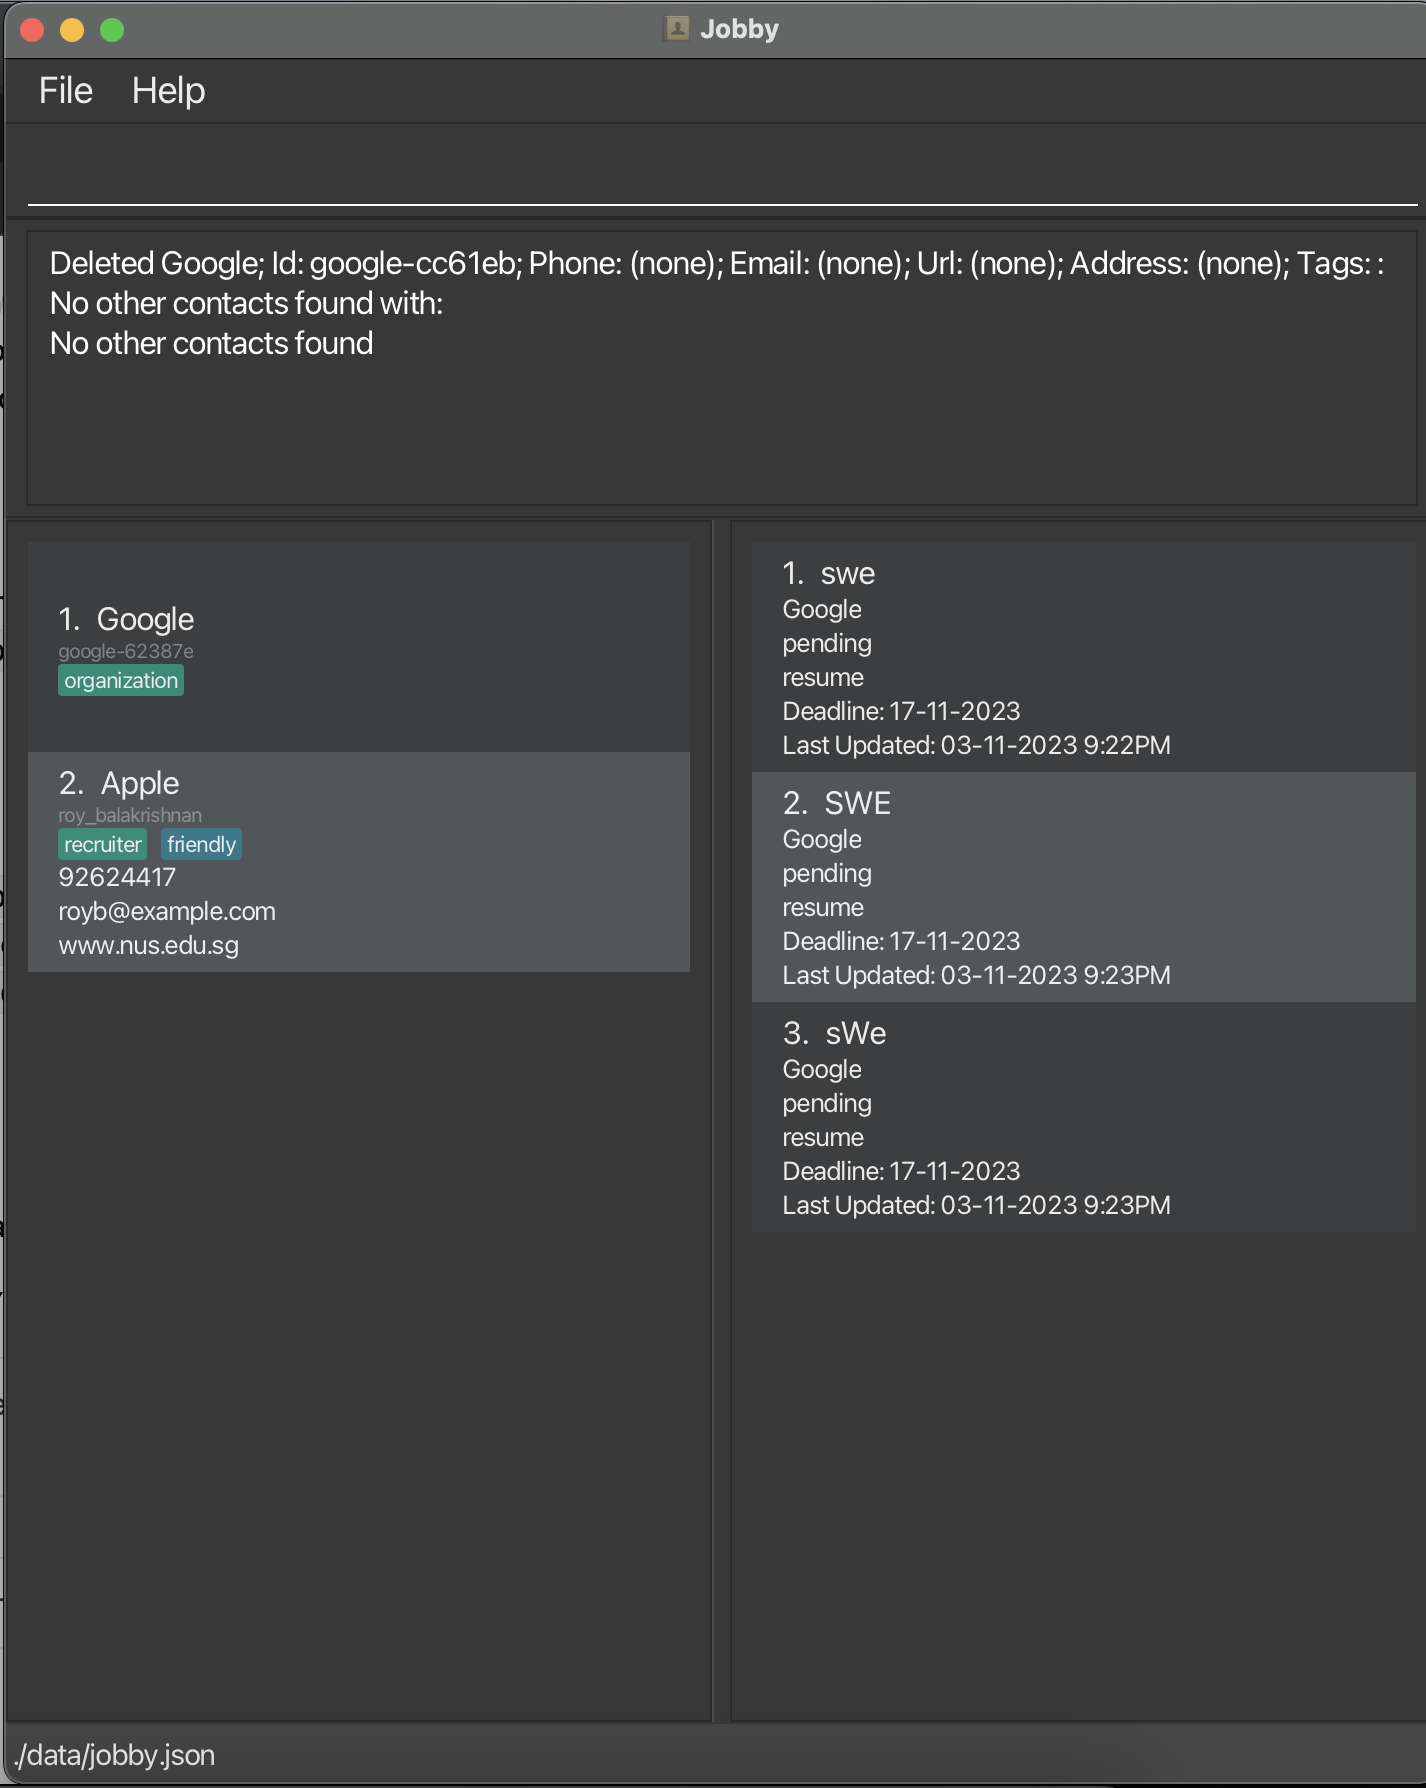 Jobby
File Help
Deleted Google; Id: google-cc61eb; Phone: (none); Email: (none); Url: (none); Address: (none); Tags: :
No other contacts found with:
No other contacts found
1. Google
google-62387e
organization
2. Apple
roy_balakrishnan
recruiter friendly
92624417
royb@example.com
www.nus.edu.sg
1. swe
Google
pending
resume
Deadline: 17-11-2023
Last Updated: 03-11-2023 9:22PM
2. SWE
Google
pending
resume
Deadline: 17-11-2023
Last Updated: 03-11-2023 9:23PM
3. sWe
Google
pending
resume
Deadline: 17-11-2023
Last Updated: 03-11-2023 9:23PM
./data/jobby.json